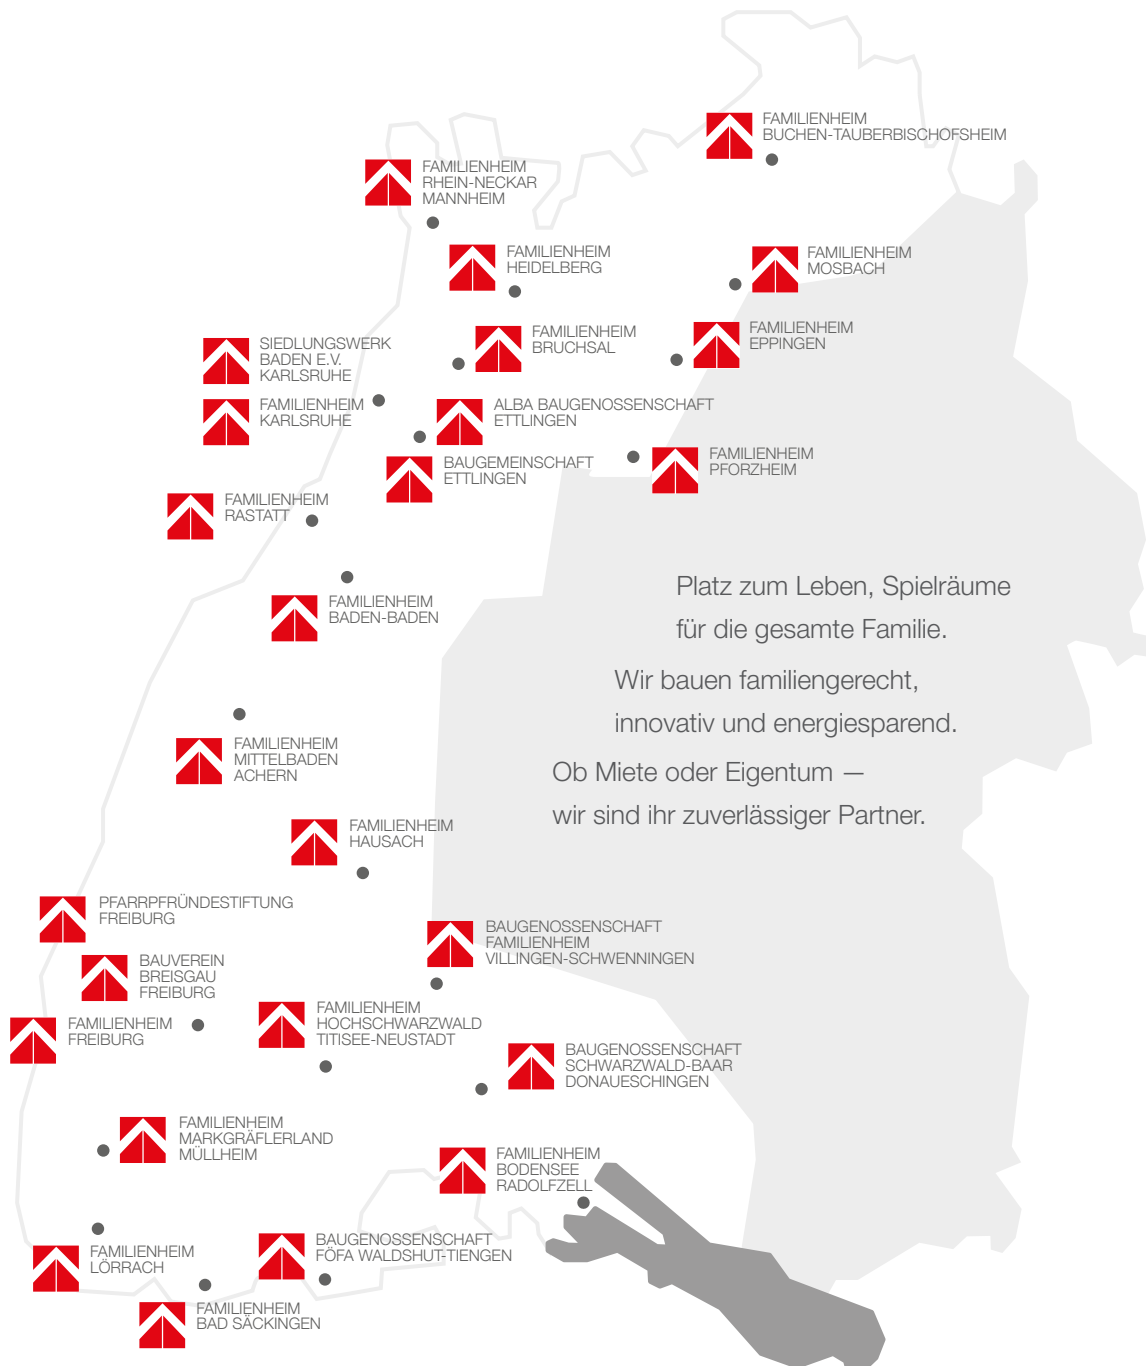 FAMILIENHEIM
BUCHEN-TAUBERBISCHOFSHEIM
FAMILIENHEIM
RHEIN-NECKAR
MANNHEIM
FAMILIENHEIM
HEIDELBERG
FAMILIENHEIM
MOSBACH
FAMILIENHEIM
BRUCHSAL
FAMILIENHEIM
EPPINGEN
SIEDLUNGSWERK
BADEN E.V.
KARLSRUHE
FAMILIENHEIM
KARLSRUHE
ALBA BAUGENOSSENSCHAFT
ETTLINGEN
BAUGEMEINSCHAFT
ETTLINGEN
FAMILIENHEIM
PFORZHEIM
FAMILIENHEIM
RASTATT
FAMILIENHEIM
BADEN-BADEN
Platz zum Leben, Spielräume
für die gesamte Familie.
Wir bauen familiengerecht,
innovativ und energiesparend.
Ob Miete oder Eigentum —
wir sind ihr zuverlässiger Partner.
FAMILIENHEIM
MITTELBADEN
ACHERN
FAMILIENHEIM
HAUSACH
PFARRPFRÜNDESTIFTUNG
FREIBURG
BAUGENOSSENSCHAFT
FAMILIENHEIM
VILLINGEN-SCHWENNINGEN
BAUVEREIN
BREISGAU
FREIBURG
FAMILIENHEIM
HOCHSCHWARZWALD
TITISEE-NEUSTADT
FAMILIENHEIM
FREIBURG
BAUGENOSSENSCHAFT
SCHWARZWALD-BAAR
DONAUESCHINGEN
FAMILIENHEIM
MARKGRÄFLERLAND
MÜLLHEIM
FAMILIENHEIM
BODENSEE
RADOLFZELL
FAMILIENHEIM
LÖRRACH
BAUGENOSSENSCHAFT
FÖFA WALDSHUT-TIENGEN
FAMILIENHEIM
BAD SÄCKINGEN